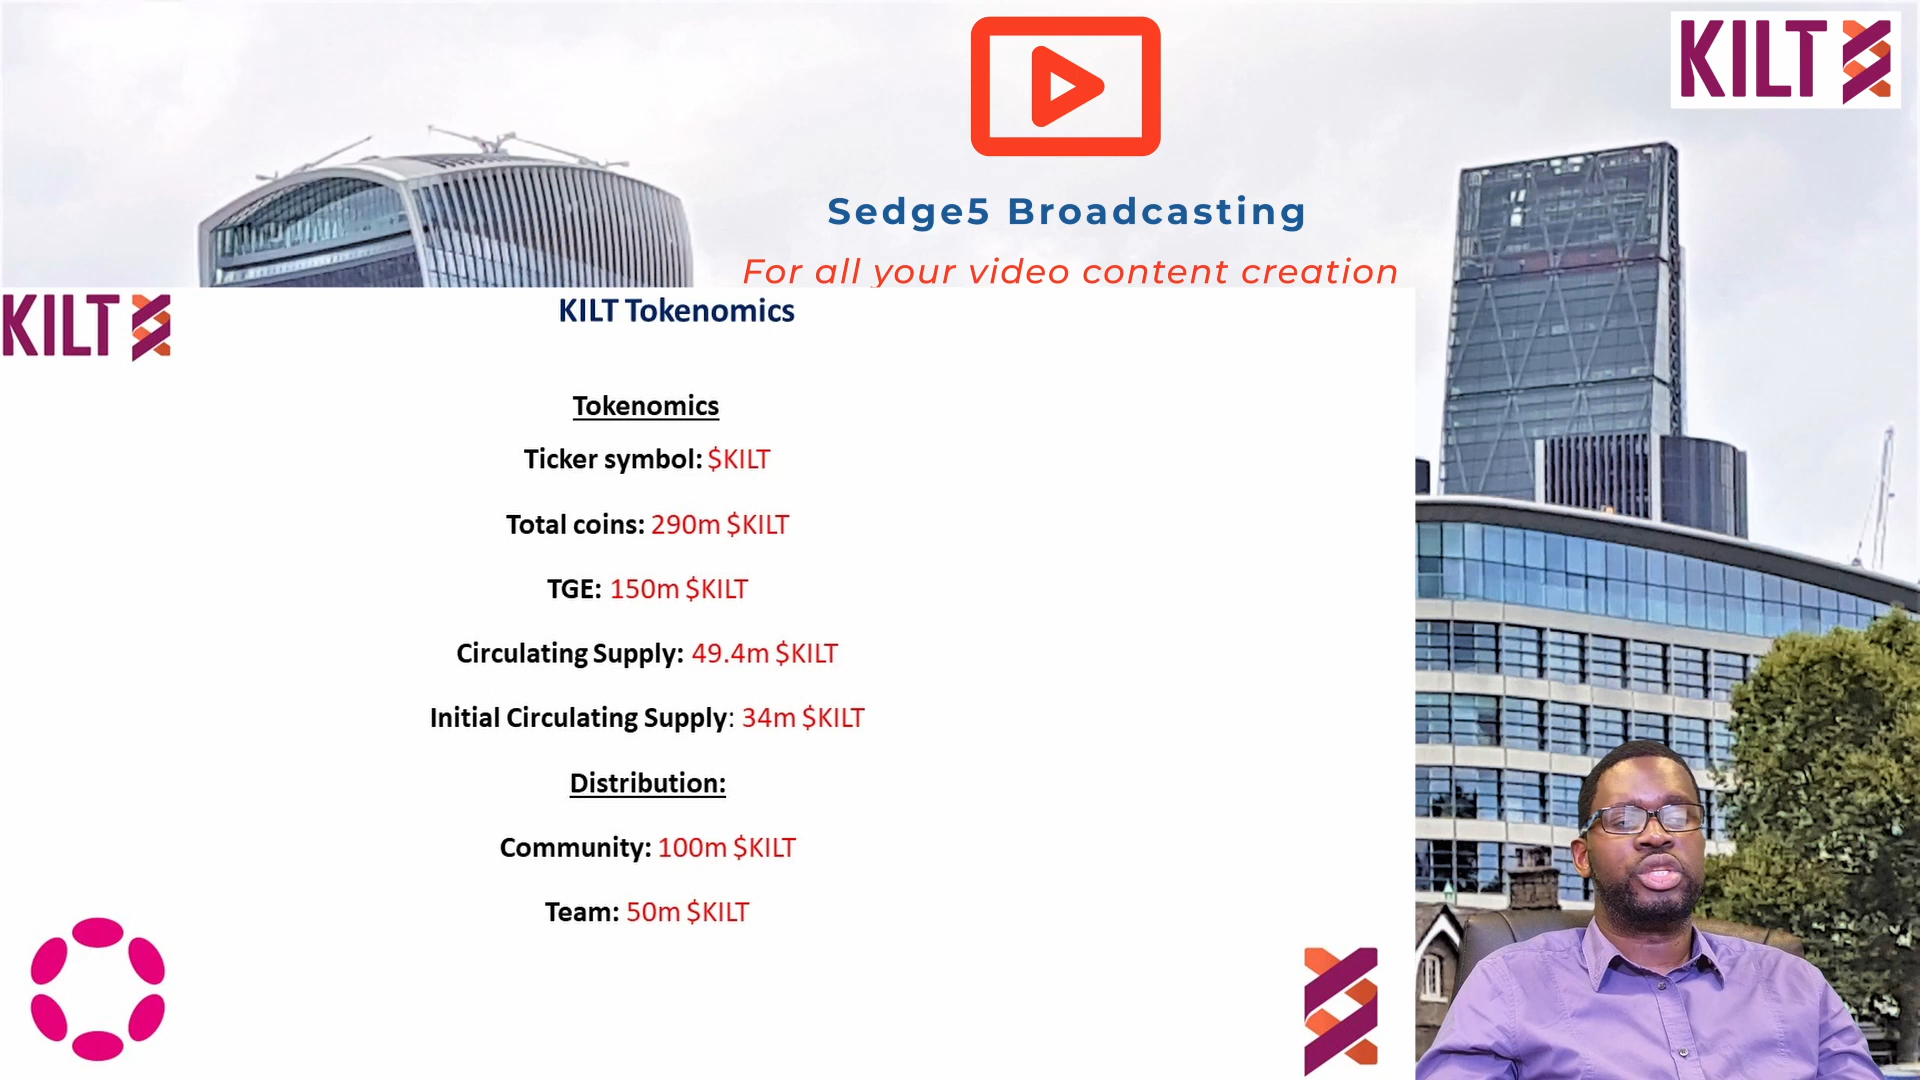 KILT
Sedge5 Broadcasting
For all your video content creation
KILT
KILT Tokenomics
Tokenomics
Ticker symbol: $KILT
Total coins: 290m $KILT
TGE: 150m $KILT
Circulating Supply: 49.4m $KILT
Initial Circulating Supply: 34m $KILT
Distribution:
Community: 100m $KILT
Team: 50m $KILT